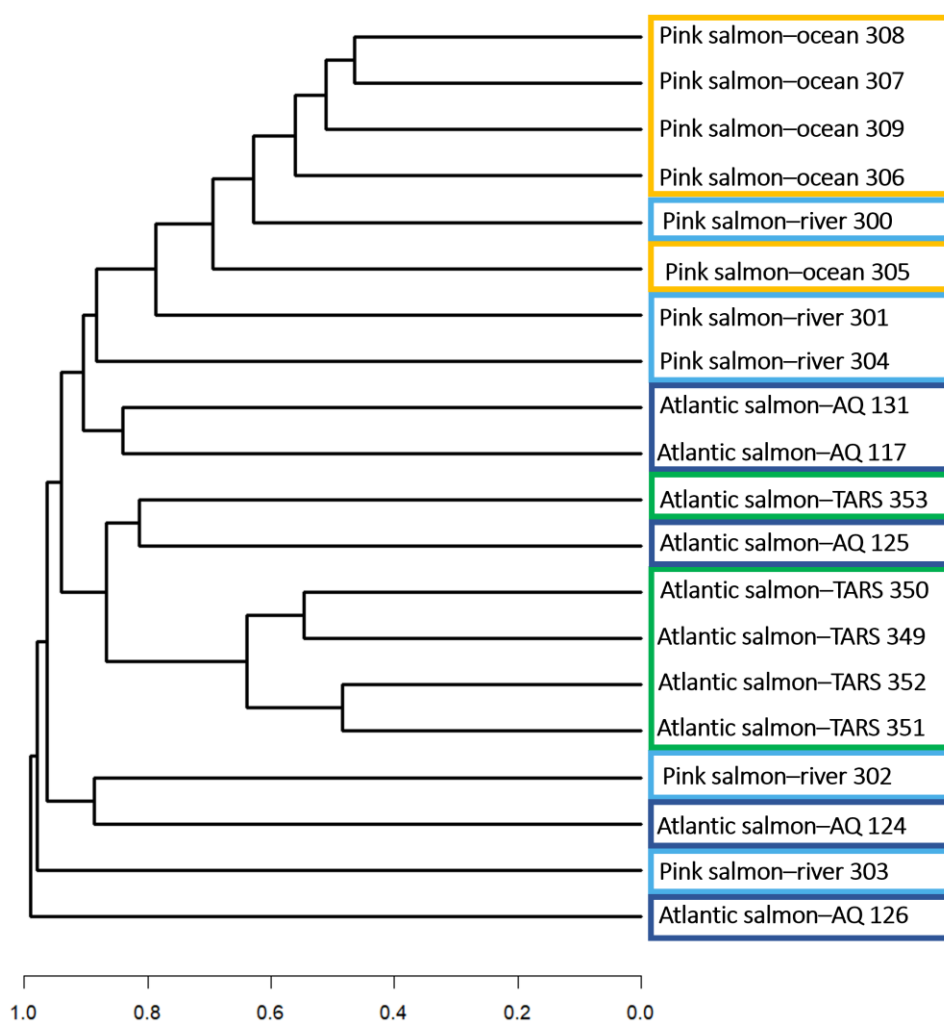 Pink salmon–ocean 308
Pink salmon–ocean 307
Pink salmon–ocean 309
Pink salmon–ocean 306
Pink salmon–river 300
Pink salmon–ocean 305
Pink salmon–river 301
Pink salmon–river 304
Atlantic salmon–AQ 131
Atlantic salmon–AQ 117
Atlantic salmon–TARS 353
Atlantic salmon–AQ 125
Atlantic salmon–TARS 350
Atlantic salmon–TARS 349
Atlantic salmon–TARS 352
Atlantic salmon–TARS 351
Pink salmon–river 302
Atlantic salmon–AQ 124
Pink salmon–river 303
Atlantic salmon–AQ 126
1.0 0.8 0.6 0.4 0.2 0.0